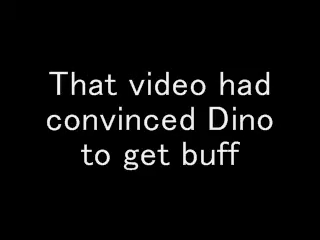 That video had
convinced Dino
to get buff